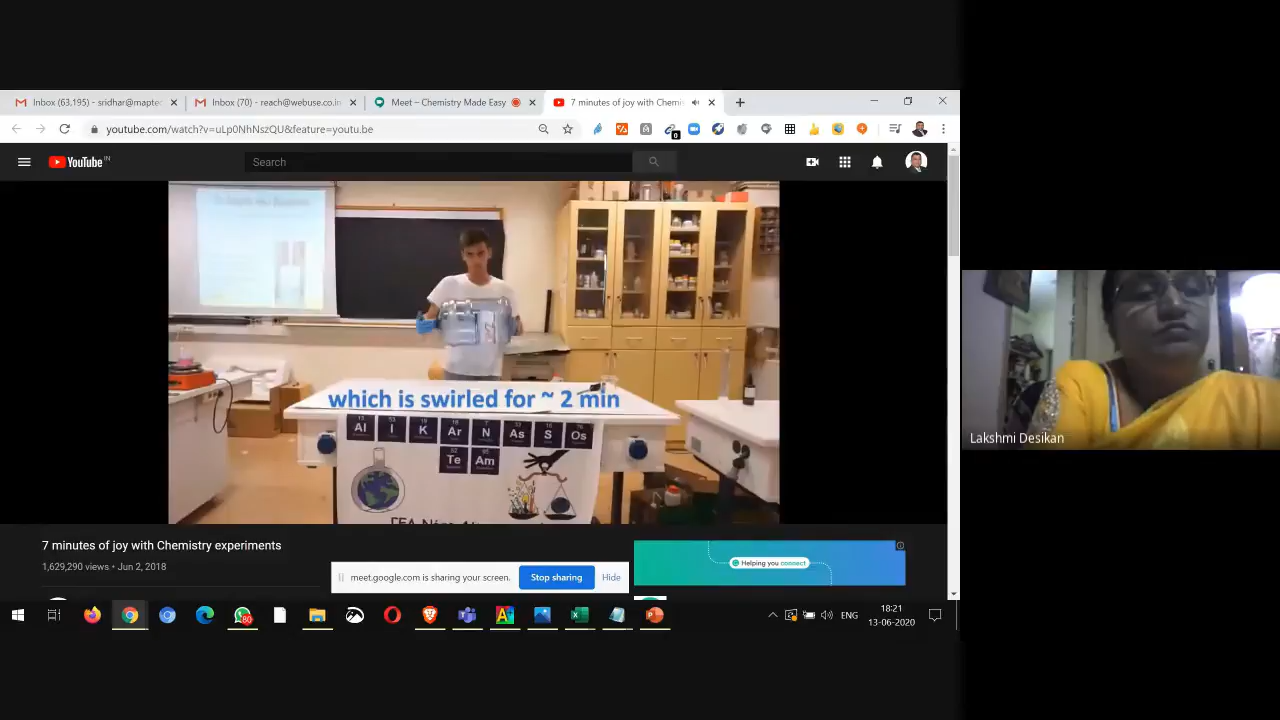 Inbox (63,195) - sridhar@maptec
Inbox (70) - reach@webuse.co.in
Meet – Chemistry Made Easy
7 minutes of joy with Chemis
youtube.com/watch?v=uLp0NhNszQU&feature=youtu.be
0
YouTube IN
Search
which is swirled for ~ 2 min
Al I K Ar N As S Os
Te Am
7 minutes of joy with Chemistry experiments
1,629,290 views • Jun 2, 2018
meet.google.com is sharing your screen.
Stop sharing
Hide
Helping you connect
80
ENG
18:21
13-06-2020
Lakshmi Desikan